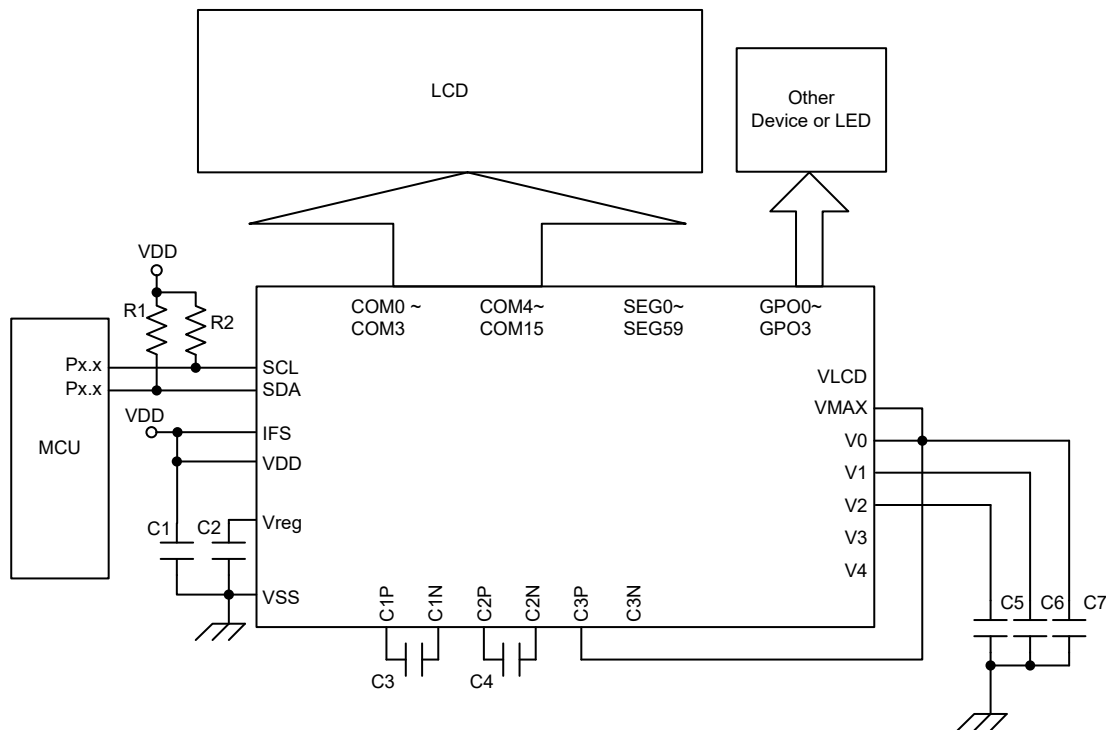 LCD
Other
Device or LED
VDD
R1
R2
COM0 ~
COM3
COM4~
COM15
SEG0~
SEG59
GPO0~
GPO3
Px.x
Px.x
MCU
SCL
SDA
VDD
IFS
VDD
C1
C2
Vreg
VSS
VLCD
VMAX
V0
V1
V2
V3
V4
C1P
C1N
C2P
C2N
C3P
C3N
C3
C4
C5
C6
C7